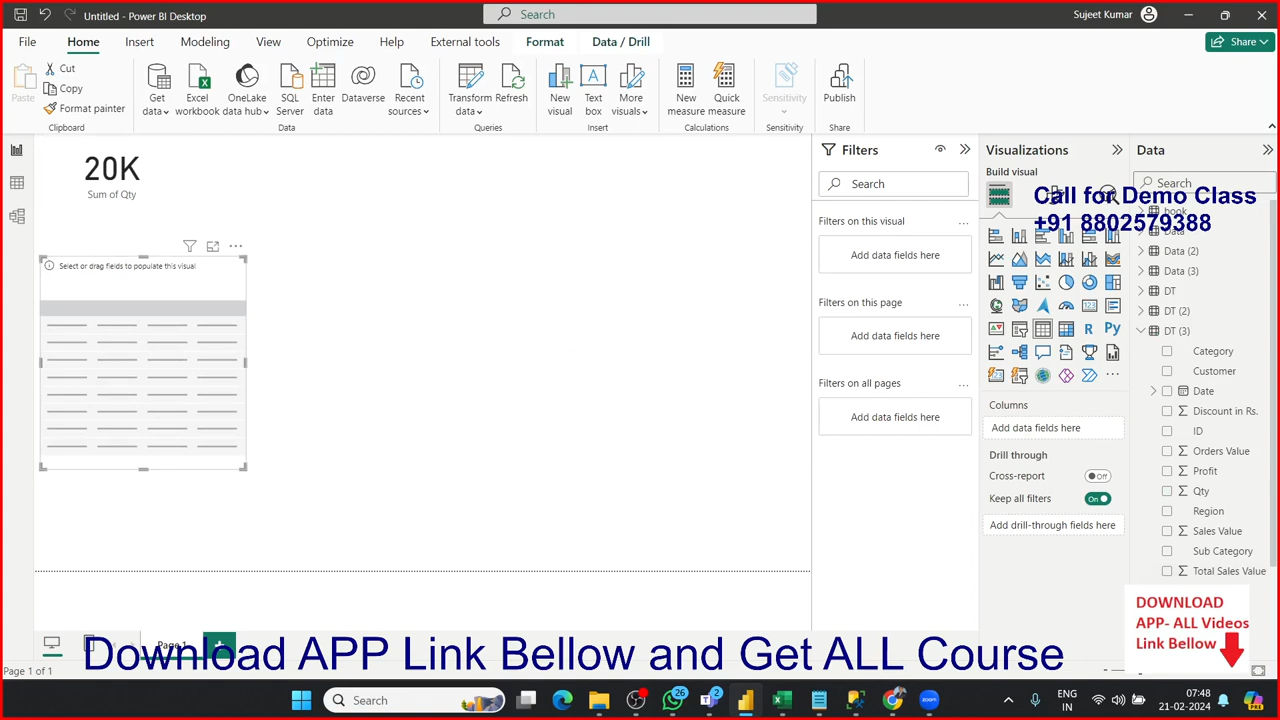 Untitled - Power BI Desktop
Search
Sujeet Kumar
File
Home
Insert
Modeling
View
Optimize
Help
External tools
Format
Data / Drill
Share
Paste
Cut
Copy
Format painter
Clipboard
Get data
Excel workbook
OneLake data hub
SQL Server
Enter data
Dataverse
Recent sources
Data
Transform data
Refresh
Queries
New visual
Text box
More visuals
Insert
New measure
Quick measure
Calculations
Sensitivity
Sensitivity
Publish
Share
20K
Sum of Qty
Select or drag fields to populate this visual
Filters
Search
Filters on this visual
Add data fields here
Filters on this page
Add data fields here
Filters on all pages
Add data fields here
Visualizations
Build visual
R
Py
Columns
Add data fields here
Drill through
Cross-report
Off
Keep all filters
On
Add drill-through fields here
Data
Search
Call for Demo Class
+91 8802579388
book
Data
Data (2)
Data (3)
DT
DT (2)
DT (3)
Category
Customer
Date
Discount in Rs.
ID
Orders Value
Profit
Qty
Region
Sales Value
Sub Category
Total Sales Value
DOWNLOAD
APP- ALL Videos
Link Bellow
Page 1
Download APP Link Bellow and Get ALL Course
Page 1 of 1
Search
26
2
ENG
IN
07:48
21-02-2024